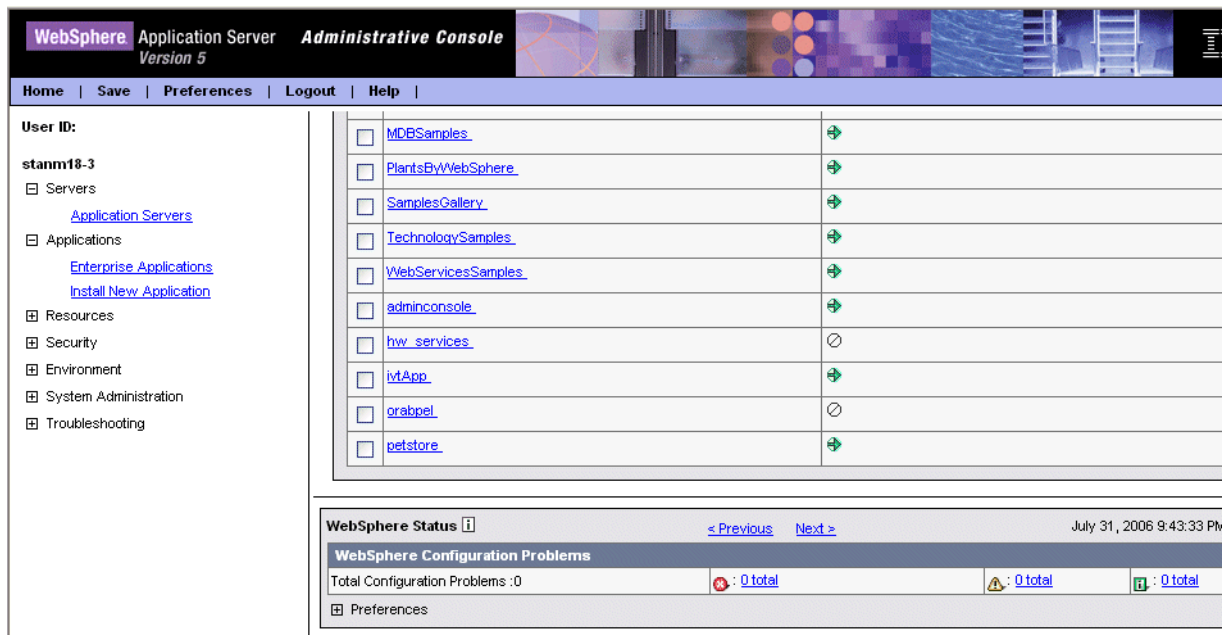 WebSphere Application Server Administrative Console
Version 5
Home | Save | Preferences | Logout | Help |
User ID:
stanm18-3
Servers
Application Servers
Applications
Enterprise Applications
Install New Application
Resources
Security
Environment
System Administration
Troubleshooting
MDBSamples
PlantsByWebSphere
SamplesGallery
TechnologySamples
WebServicesSamples
adminconsole
hw_services
ivtApp
orabpel
petstore
WebSphere Status i < Previous Next > July 31, 2006 9:43:33 PM
WebSphere Configuration Problems
Total Configuration Problems :0 : 0 total : 0 total : 0 total
Preferences